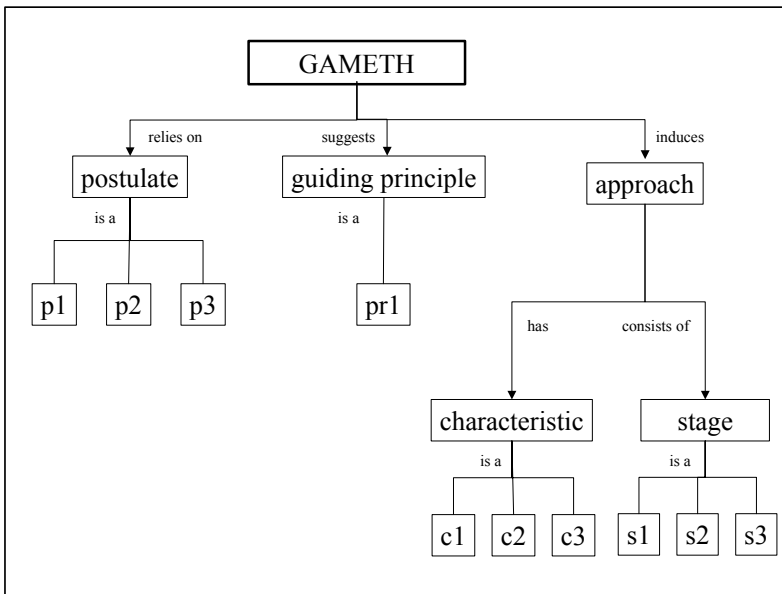 GAMETH
relies on
suggests
induces
postulate
guiding principle
approach
is a
is a
p1
p2
p3
pr1
has
consists of
characteristic
stage
is a
is a
c1
c2
c3
s1
s2
s3